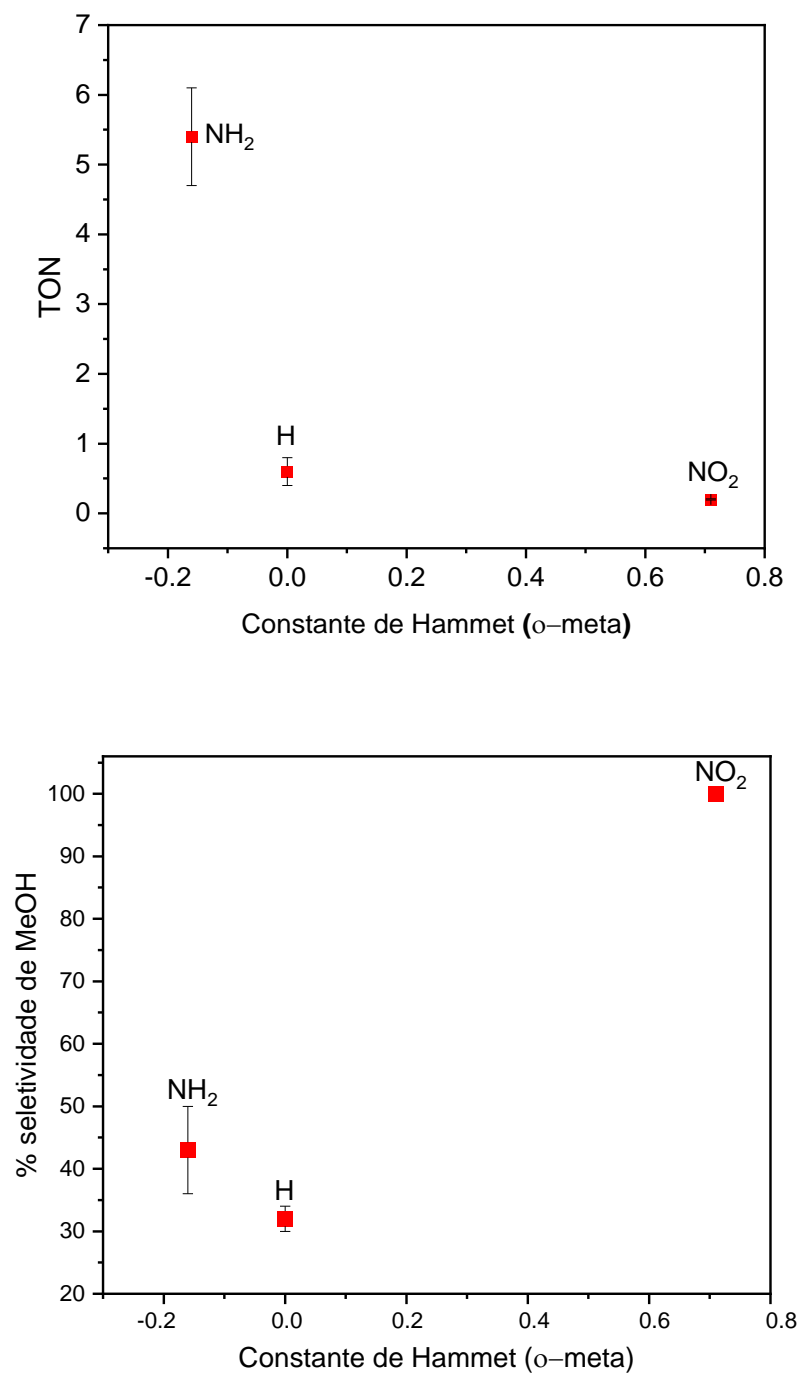 7
6
5
4
3
2
1
0
TON
NH₂
H
NO₂
-0.2 0.0 0.2 0.4 0.6 0.8
Constante de Hammet (o–meta)
100
90
80
70
60
50
40
30
20
% seletividade de MeOH
NO₂
NH₂
H
-0.2 0.0 0.2 0.4 0.6 0.8
Constante de Hammet (o–meta)